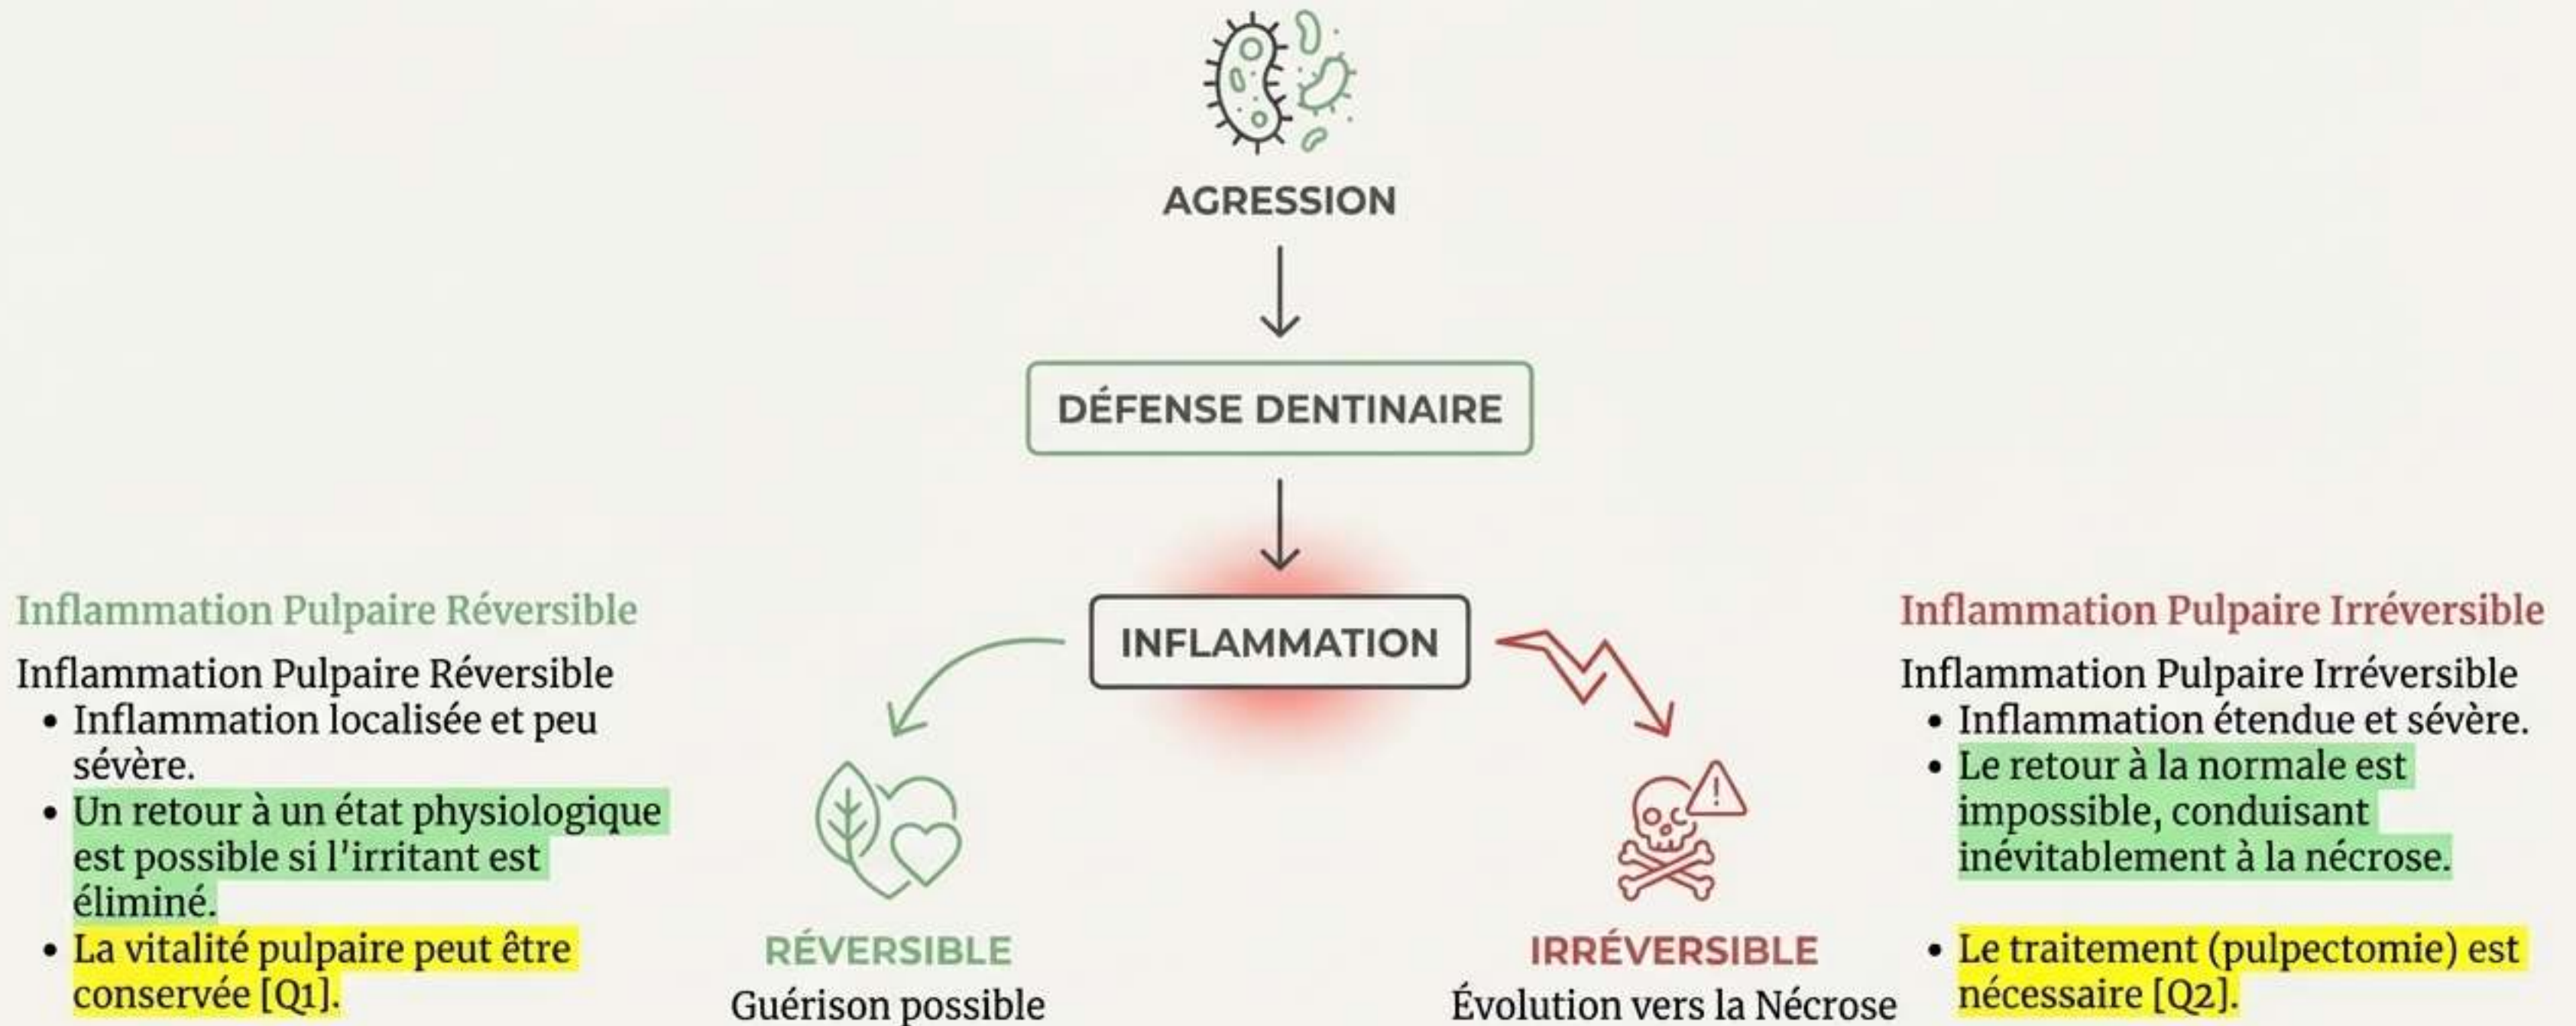 AGRESSION
DÉFENSE DENTINAIRE
INFLAMMATION
Inflammation Pulpaire Réversible
Inflammation Pulpaire Réversible
• Inflammation localisée et peu
sévère.
• Un retour à un état physiologique
est possible si l'irritant est
éliminé.
• La vitalité pulpaire peut être
conservée [Q1].
RÉVERSIBLE
Guérison possible
IRRÉVERSIBLE
Évolution vers la Nécrose
Inflammation Pulpaire Irréversible
Inflammation Pulpaire Irréversible
• Inflammation étendue et sévère.
• Le retour à la normale est
impossible, conduisant
inévitablement à la nécrose.
• Le traitement (pulpectomie) est
nécessaire [Q2].